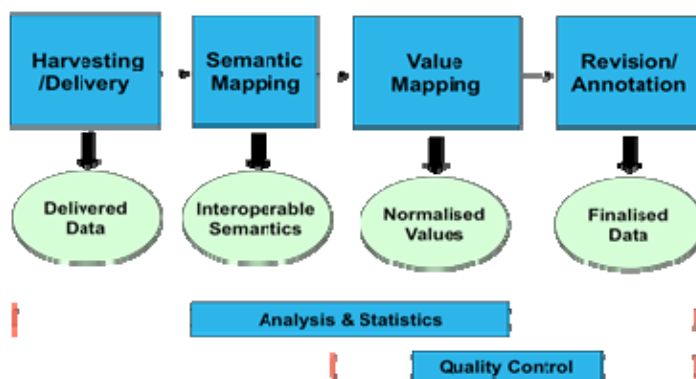 Harvesting
/Delivery
Semantic
Mapping
Value
Mapping
Revision/
Annotation
Delivered
Data
Interoperable
Semantics
Normalised
Values
Finalised
Data
Analysis & Statistics
Quality Control